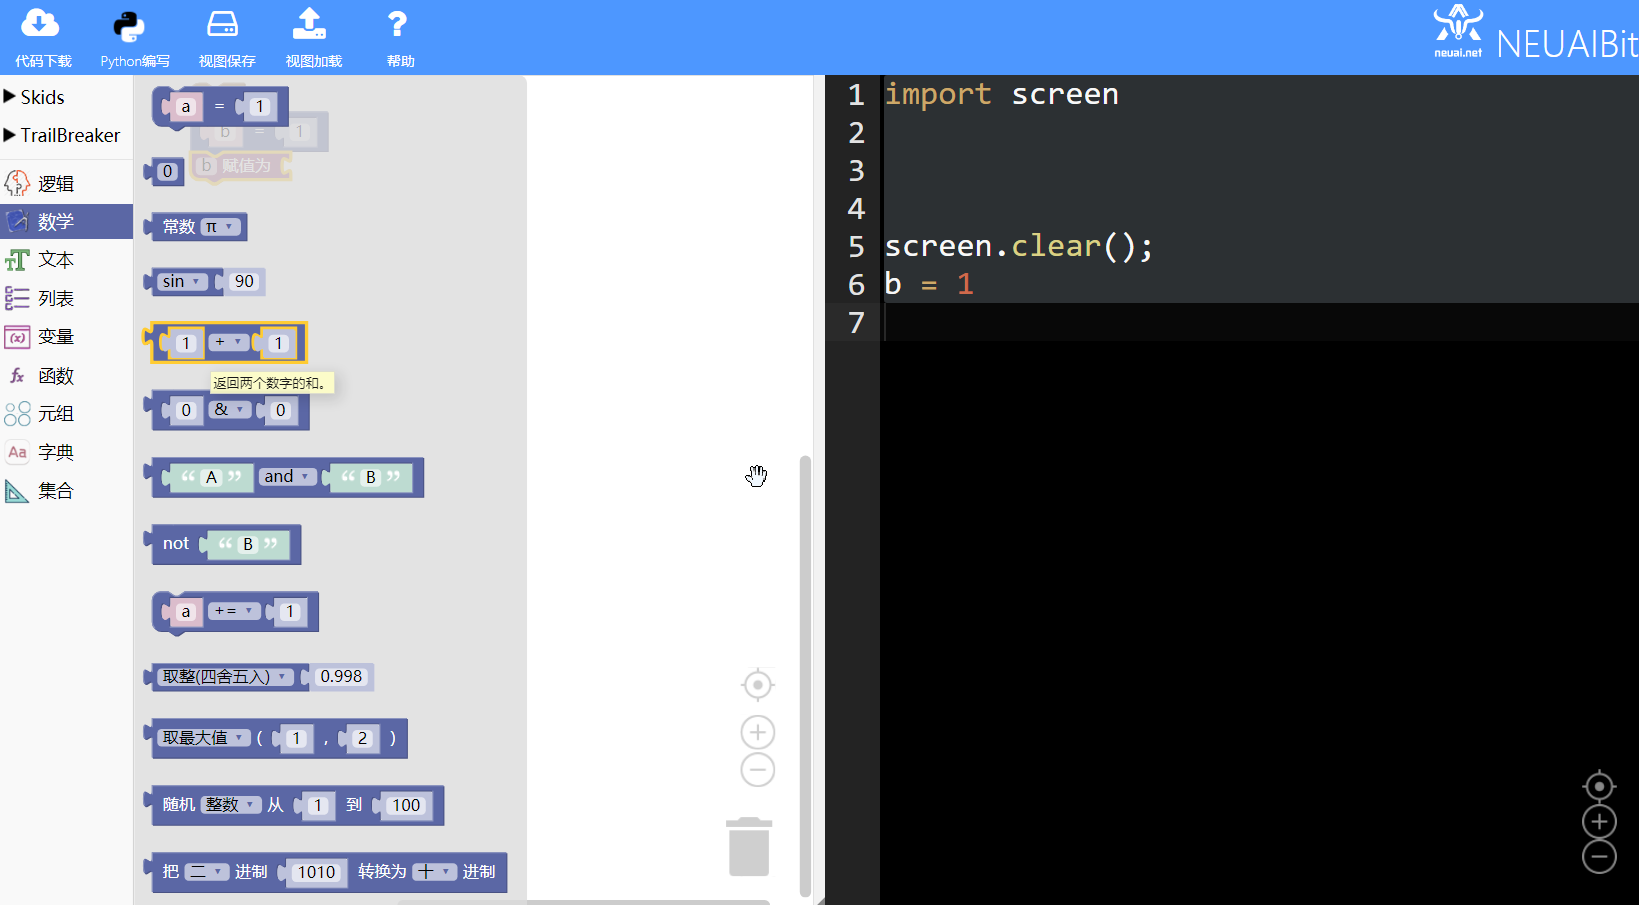 代码下载
Python编写
视图保存
视图加载
帮助
neuai.net
NEUAIBit
Skids
TrailBreaker
逻辑
数学
文本
列表
变量
函数
元组
字典
集合
a = 1
b = 1
b 赋值为
0
常数 π
sin 90
1 + 1
返回两个数字的和。
0 & 0
“ A ” and “ B ”
not “ B ”
a += 1
取整(四舍五入) 0.998
取最大值 ( 1 , 2 )
随机 整数 从 1 到 100
把 二 进制 1010 转换为 十 进制
1 import screen
2
3
4
5 screen.clear();
6 b = 1
7